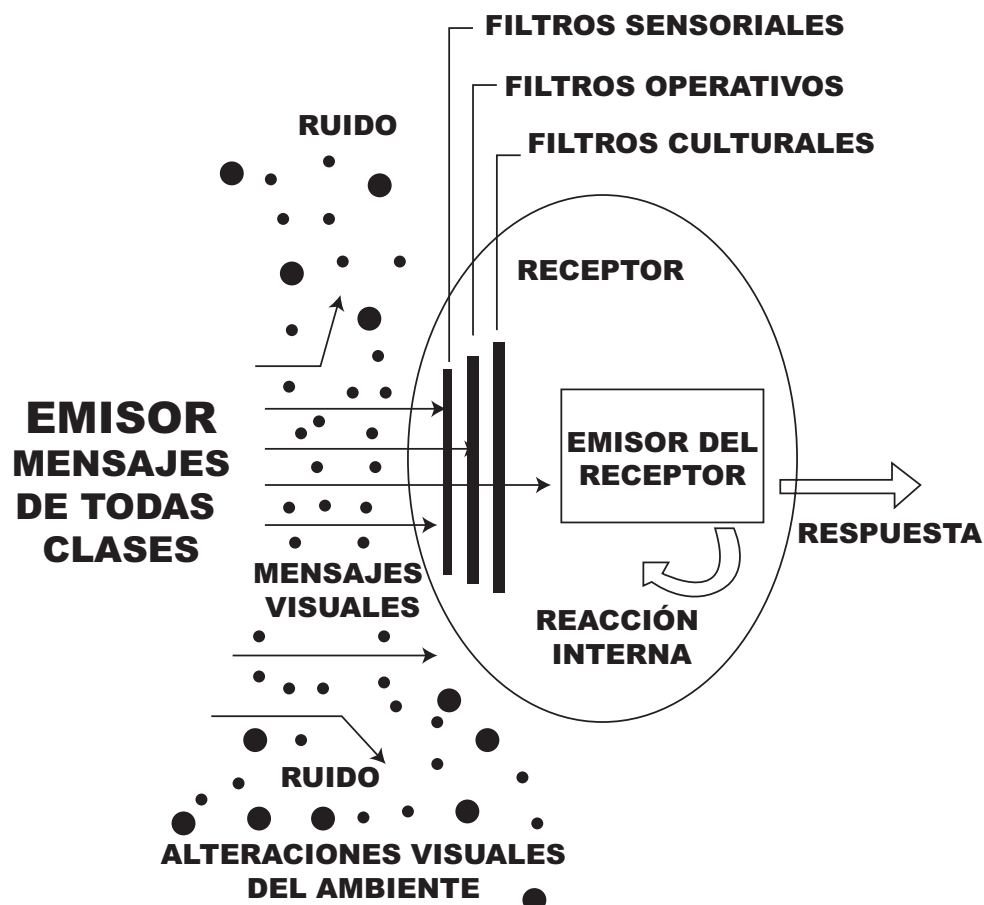 FILTROS SENSORIALES
FILTROS OPERATIVOS
RUIDO
FILTROS CULTURALES
RECEPTOR
EMISOR
MENSAJES
DE TODAS
CLASES
EMISOR DEL
RECEPTOR
RESPUESTA
MENSAJES
VISUALES
REACCIÓN
INTERNA
RUIDO
ALTERACIONES VISUALES
DEL AMBIENTE